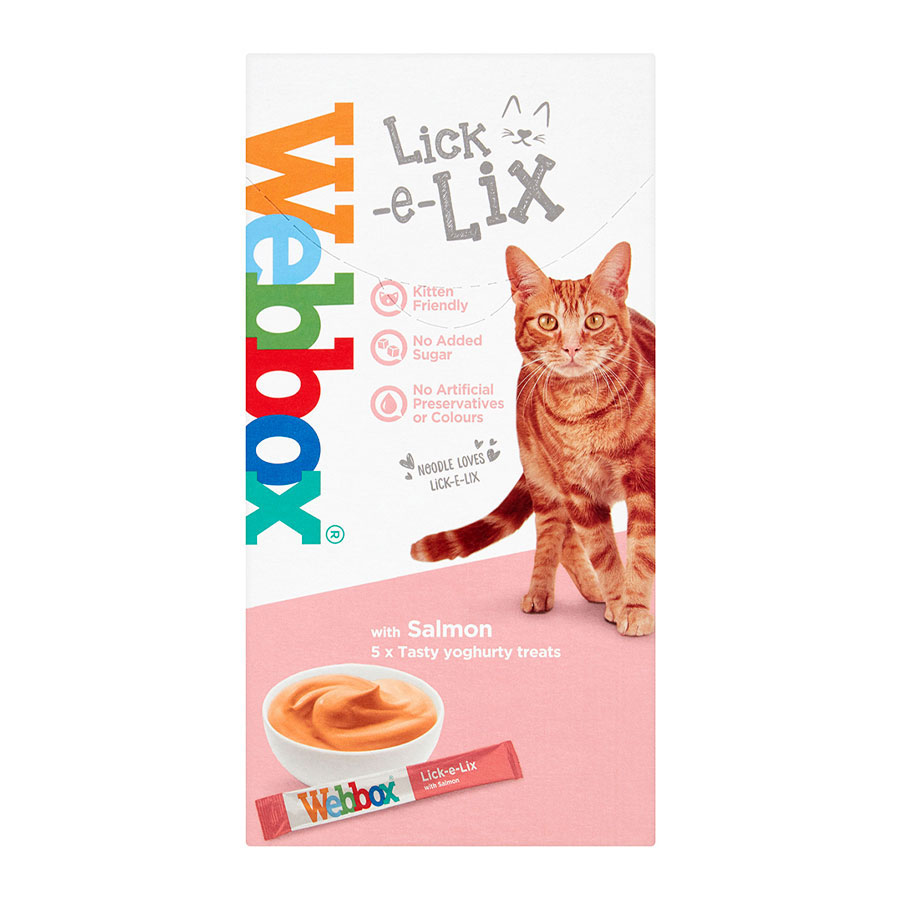 Webbox®
Lick
-e-Lix
Kitten
Friendly
No Added
Sugar
No Artificial
Preservatives
or Colours
NOODLE LOVES
LiCK-E-LIX
with Salmon
5 x Tasty yoghurty treats
Webbox®
Lick-e-Lix
with Salmon